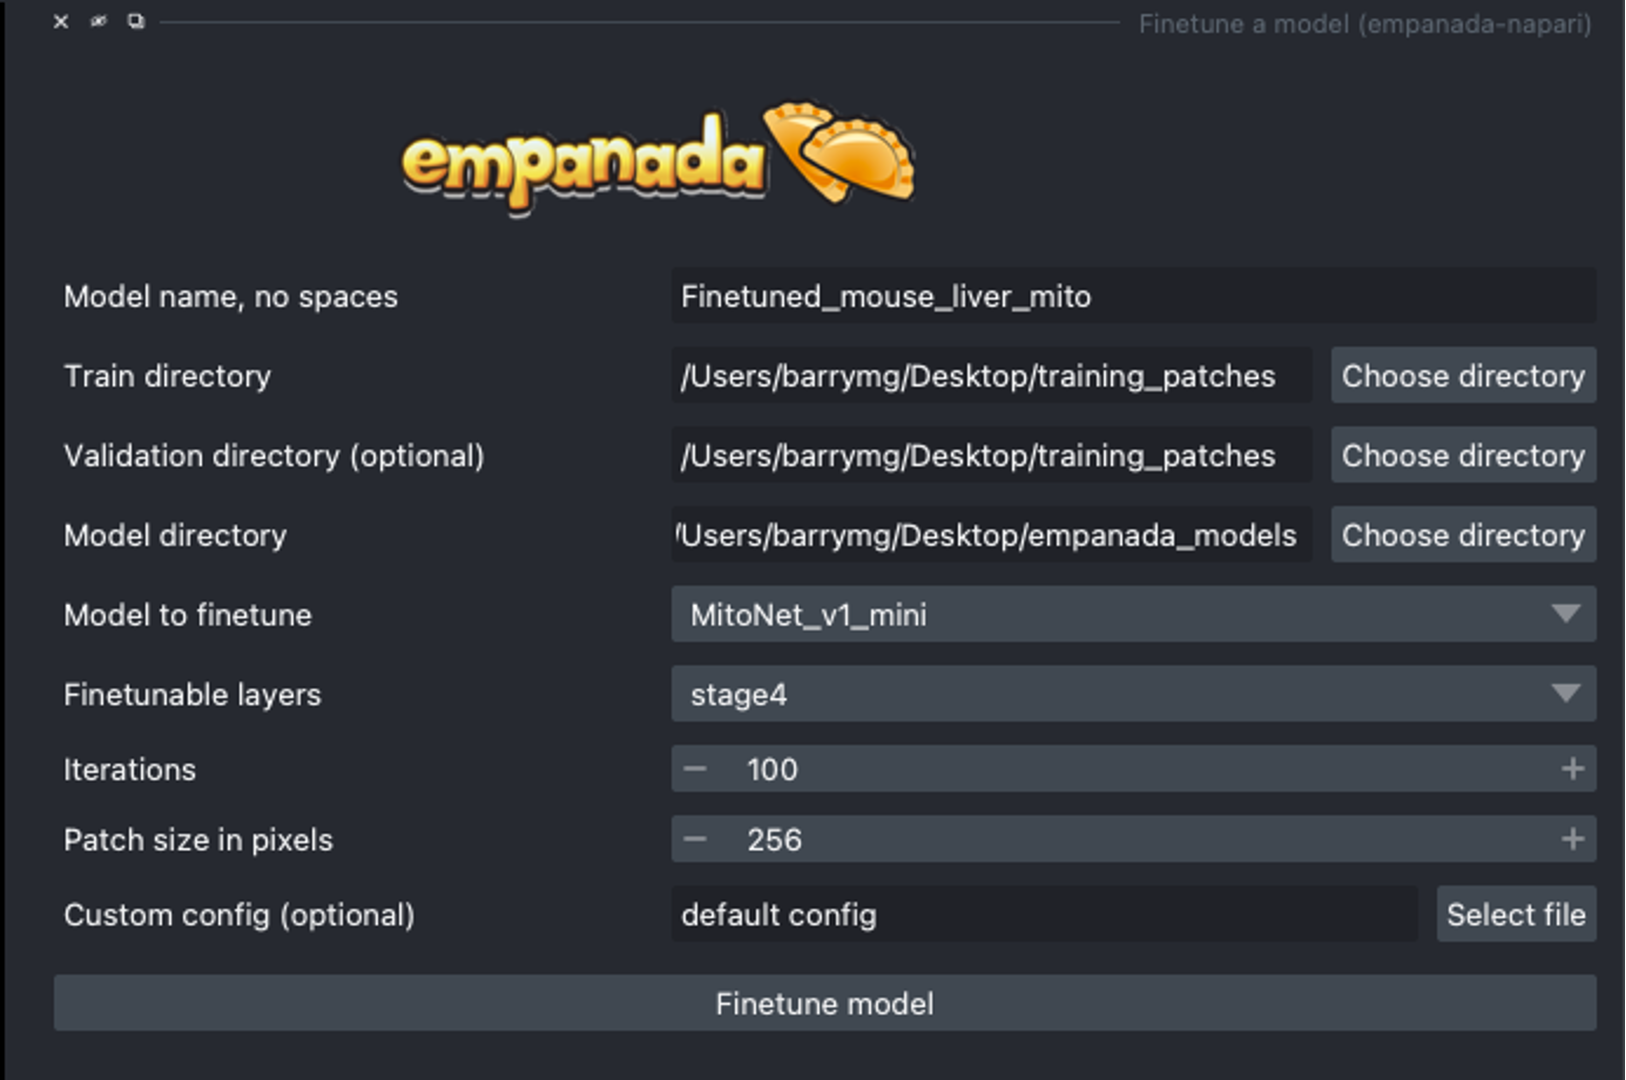 Finetune a model (empanada-napari)
empanada
Model name, no spaces Finetuned_mouse_liver_mito
Train directory /Users/barrymg/Desktop/training_patches Choose directory
Validation directory (optional) /Users/barrymg/Desktop/training_patches Choose directory
Model directory /Users/barrymg/Desktop/empanada_models Choose directory
Model to finetune MitoNet_v1_mini
Finetunable layers stage4
Iterations − 100 +
Patch size in pixels − 256 +
Custom config (optional) default config Select file
Finetune model